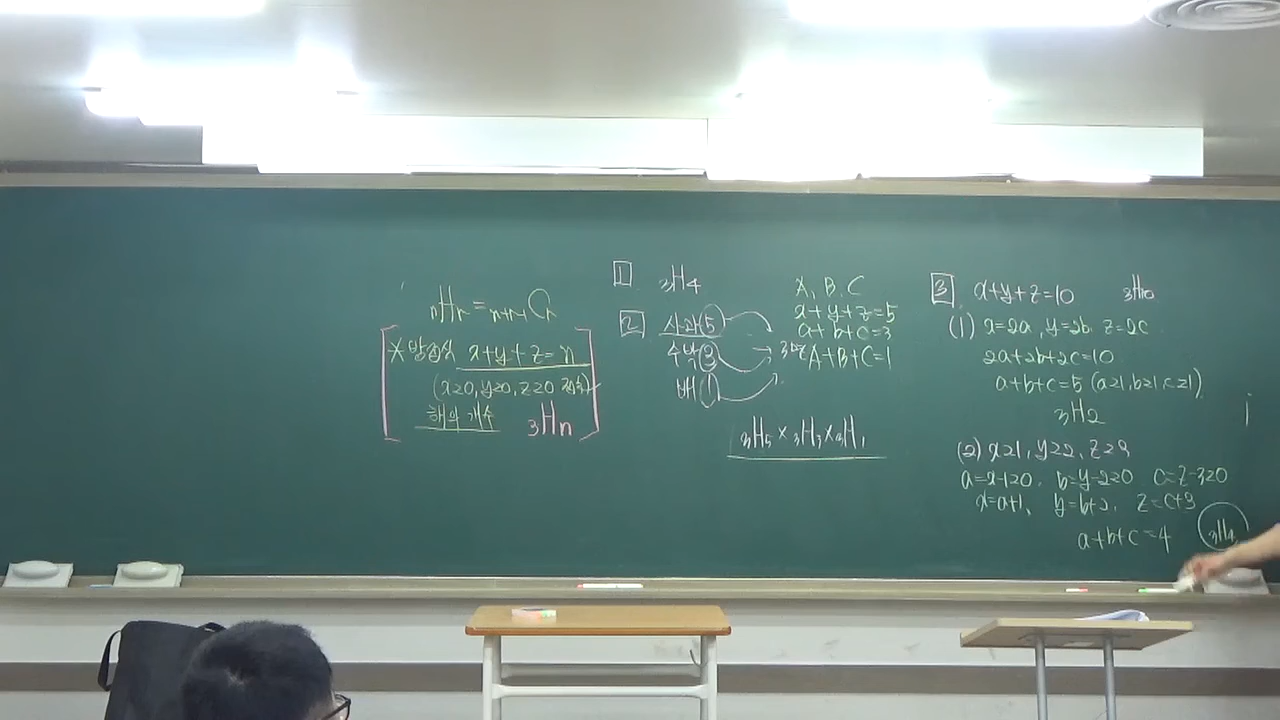 nHr = n+r-1Cr
* 방정식 x+y+z=n
(x≥0, y≥0, z≥0 정수)
해의 개수 3Hn
1 3H4
2 사과 5
수박 3
배 1
A, B, C
x+y+z=5
a+b+c=3
A+B+C=1
3H5 × 3H3 × 3H1
3 x+y+z=10 3H10
(1) x=2a, y=2b, z=2c
2a+2b+2c=10
a+b+c=5 (a≥1, b≥1, c≥1)
3H2
(2) x≥1, y≥2, z≥3
a=x-1≥0, b=y-2≥0 c=z-3≥0
x=a+1, y=b+2, z=c+3
a+b+c=4 3H4